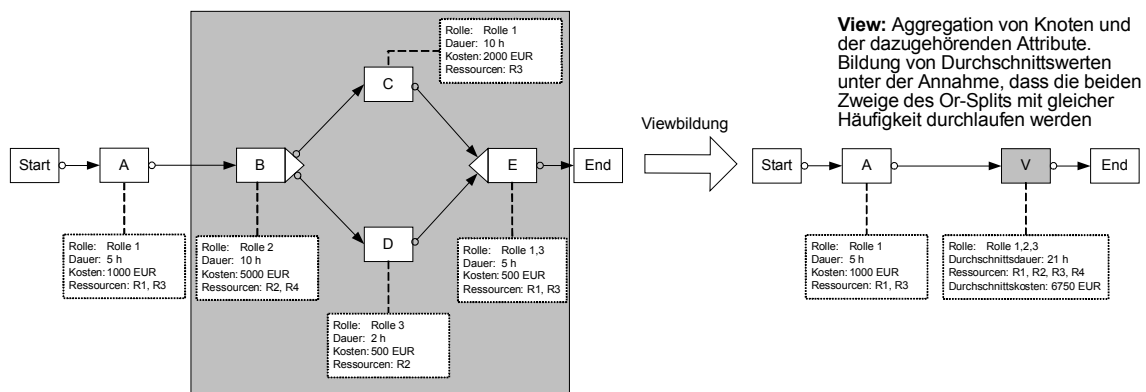 View: Aggregation von Knoten und
der dazugehörenden Attribute.
Bildung von Durchschnittswerten
unter der Annahme, dass die beiden
Zweige des Or-Splits mit gleicher
Häufigkeit durchlaufen werden
Rolle: Rolle 1
Dauer: 10 h
Kosten: 2000 EUR
Ressourcen: R3
C
Start
A
B
E
End
Viewbildung
Start
A
V
End
D
Rolle: Rolle 1
Dauer: 5 h
Kosten: 1000 EUR
Ressourcen: R1, R3
Rolle: Rolle 2
Dauer: 10 h
Kosten: 5000 EUR
Ressourcen: R2, R4
Rolle: Rolle 1,3
Dauer: 5 h
Kosten: 500 EUR
Ressourcen: R1, R3
Rolle: Rolle 1
Dauer: 5 h
Kosten: 1000 EUR
Ressourcen: R1, R3
Rolle: Rolle 1,2,3
Durchschnittsdauer: 21 h
Ressourcen: R1, R2, R3, R4
Durchschnittskosten: 6750 EUR
Rolle: Rolle 3
Dauer: 2 h
Kosten: 500 EUR
Ressourcen: R2